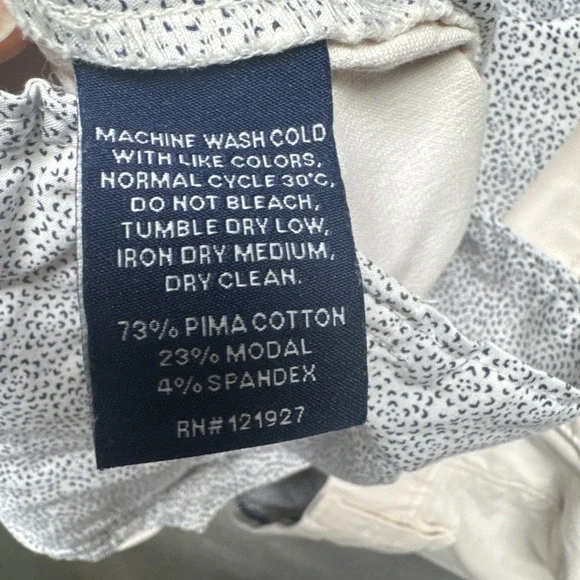 MACHINE WASH COLD
WITH LIKE COLORS,
NORMAL CYCLE 30°C,
DO NOT BLEACH,
TUMBLE DRY LOW,
IRON DRY MEDIUM,
DRY CLEAN.
73% PIMA COTTON
23% MODAL
4% SPANDEX
RN#121927